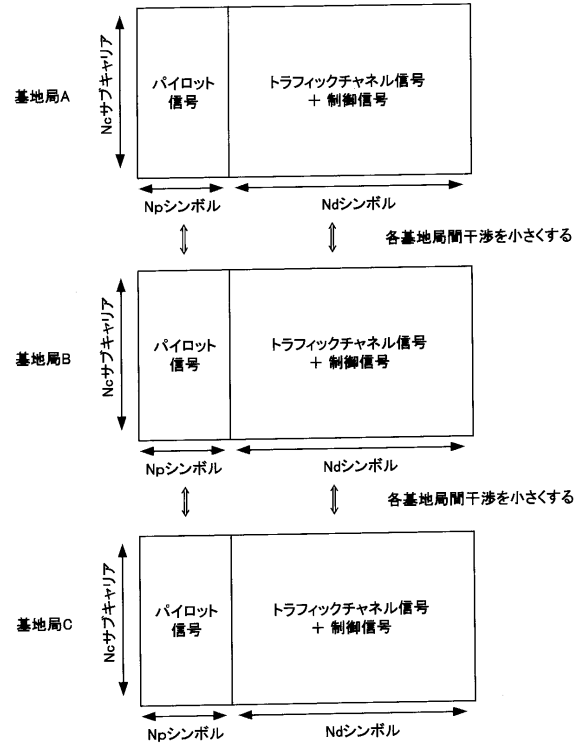 基地局A
Ncサブキャリア
パイロット
信号
トラフィックチャネル信号
+ 制御信号
Npシンボル
Ndシンボル
各基地局間干渉を小さくする
基地局B
Ncサブキャリア
パイロット
信号
トラフィックチャネル信号
+ 制御信号
Npシンボル
Ndシンボル
各基地局間干渉を小さくする
基地局C
Ncサブキャリア
パイロット
信号
トラフィックチャネル信号
+ 制御信号
Npシンボル
Ndシンボル